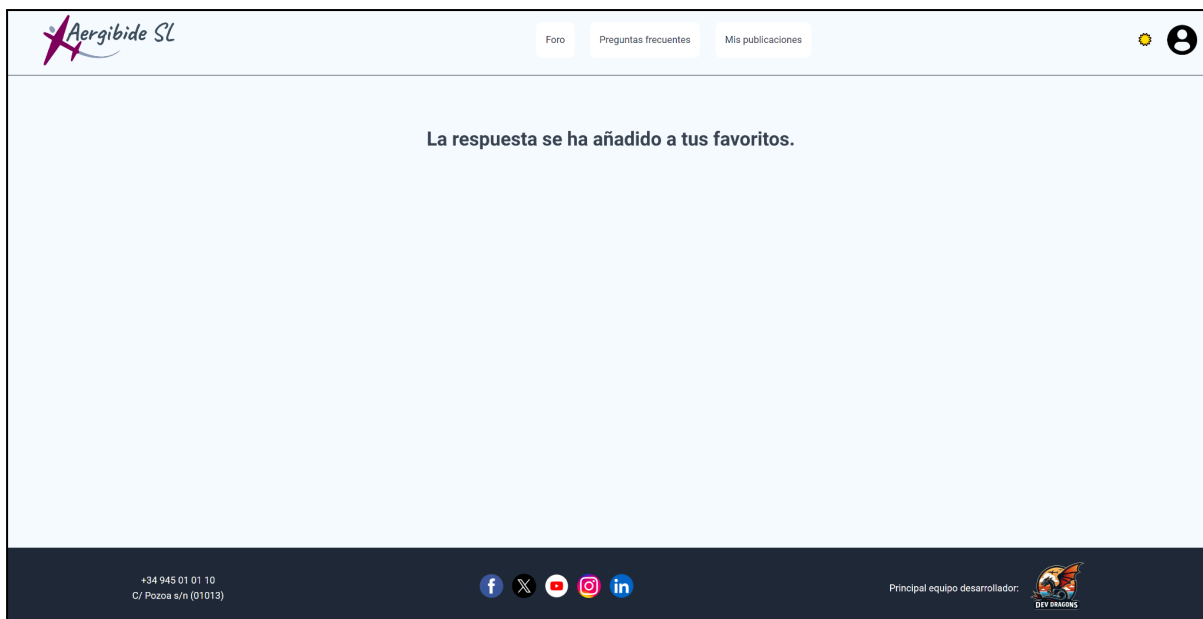 Aergibide SL
Foro
Preguntas frecuentes
Mis publicaciones
La respuesta se ha añadido a tus favoritos.
+34 945 01 01 10
C/ Pozoa s/n (01013)
Principal equipo desarrollador:
DEV DRAGONS